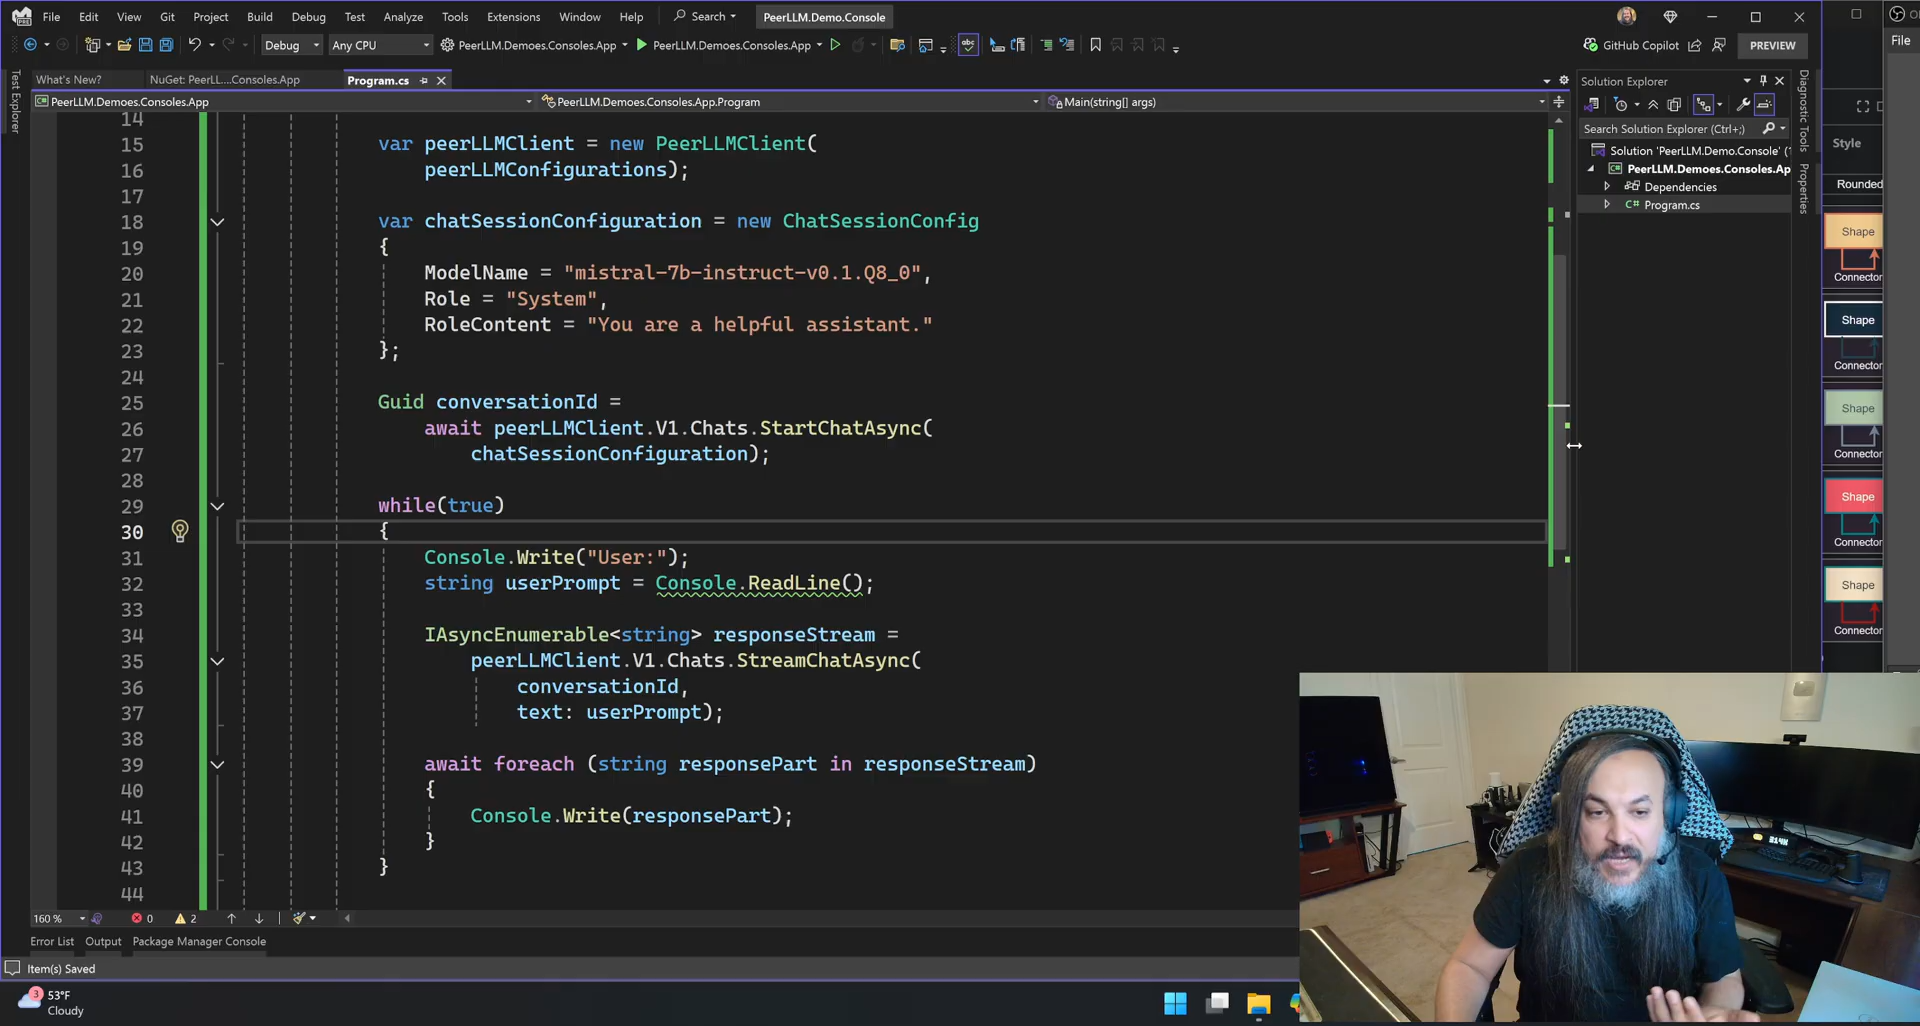 File Edit View Git Project Build Debug Test Analyze Tools Extensions Window Help Search PeerLLM.Demo.Console
Debug Any CPU PeerLLM.Demoes.Consoles.App PeerLLM.Demoes.Consoles.App GitHub Copilot PREVIEW File
What's New? NuGet: PeerLL....Consoles.App Program.cs
PeerLLM.Demoes.Consoles.App PeerLLM.Demoes.Consoles.App.Program Main(string[] args)
14
15 var peerLLMClient = new PeerLLMClient(
16 peerLLMConfigurations);
17
18 var chatSessionConfiguration = new ChatSessionConfig
19 {
20 ModelName = "mistral-7b-instruct-v0.1.Q8_0",
21 Role = "System",
22 RoleContent = "You are a helpful assistant."
23 };
24
25 Guid conversationId =
26 await peerLLMClient.V1.Chats.StartChatAsync(
27 chatSessionConfiguration);
28
29 while(true)
30 {
31 Console.Write("User:");
32 string userPrompt = Console.ReadLine();
33
34 IAsyncEnumerable<string> responseStream =
35 peerLLMClient.V1.Chats.StreamChatAsync(
36 conversationId,
37 text: userPrompt);
38
39 await foreach (string responsePart in responseStream)
40 {
41 Console.Write(responsePart);
42 }
43 }
44
160 % 0 2
Error List Output Package Manager Console
Item(s) Saved
Test Explorer
Solution Explorer
Search Solution Explorer (Ctrl+;)
Solution 'PeerLLM.Demo.Console' (
PeerLLM.Demoes.Consoles.Ap
Dependencies
C# Program.cs
Diagnostic Tools
Properties
Style
Rounded
Shape
Connector
Shape
Connector
Shape
Connector
Shape
Connector
Shape
Connector
3 53°F
Cloudy